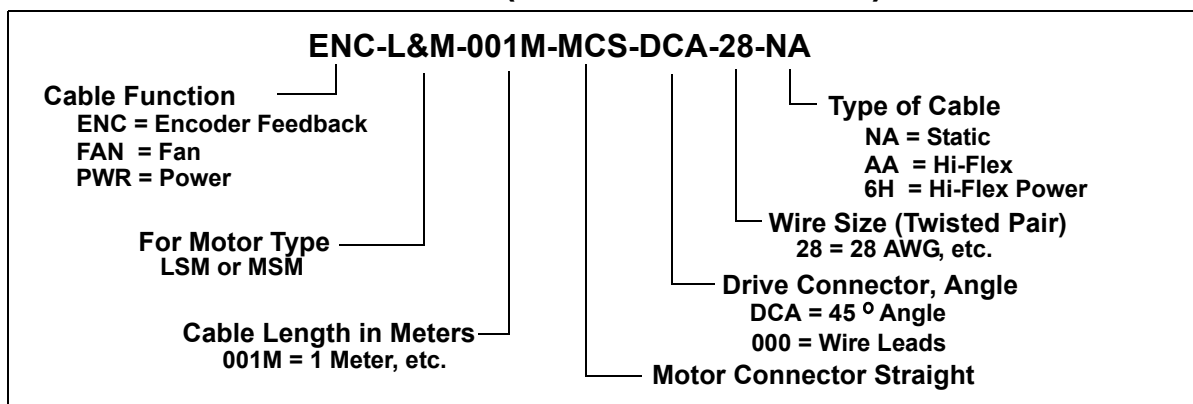 ENC-L&M-001M-MCS-DCA-28-NA
Cable Function
ENC = Encoder Feedback
FAN = Fan
PWR = Power
For Motor Type
LSM or MSM
Cable Length in Meters
001M = 1 Meter, etc.
Type of Cable
NA = Static
AA = Hi-Flex
6H = Hi-Flex Power
Wire Size (Twisted Pair)
28 = 28 AWG, etc.
Drive Connector, Angle
DCA = 45 º Angle
000 = Wire Leads
Motor Connector Straight